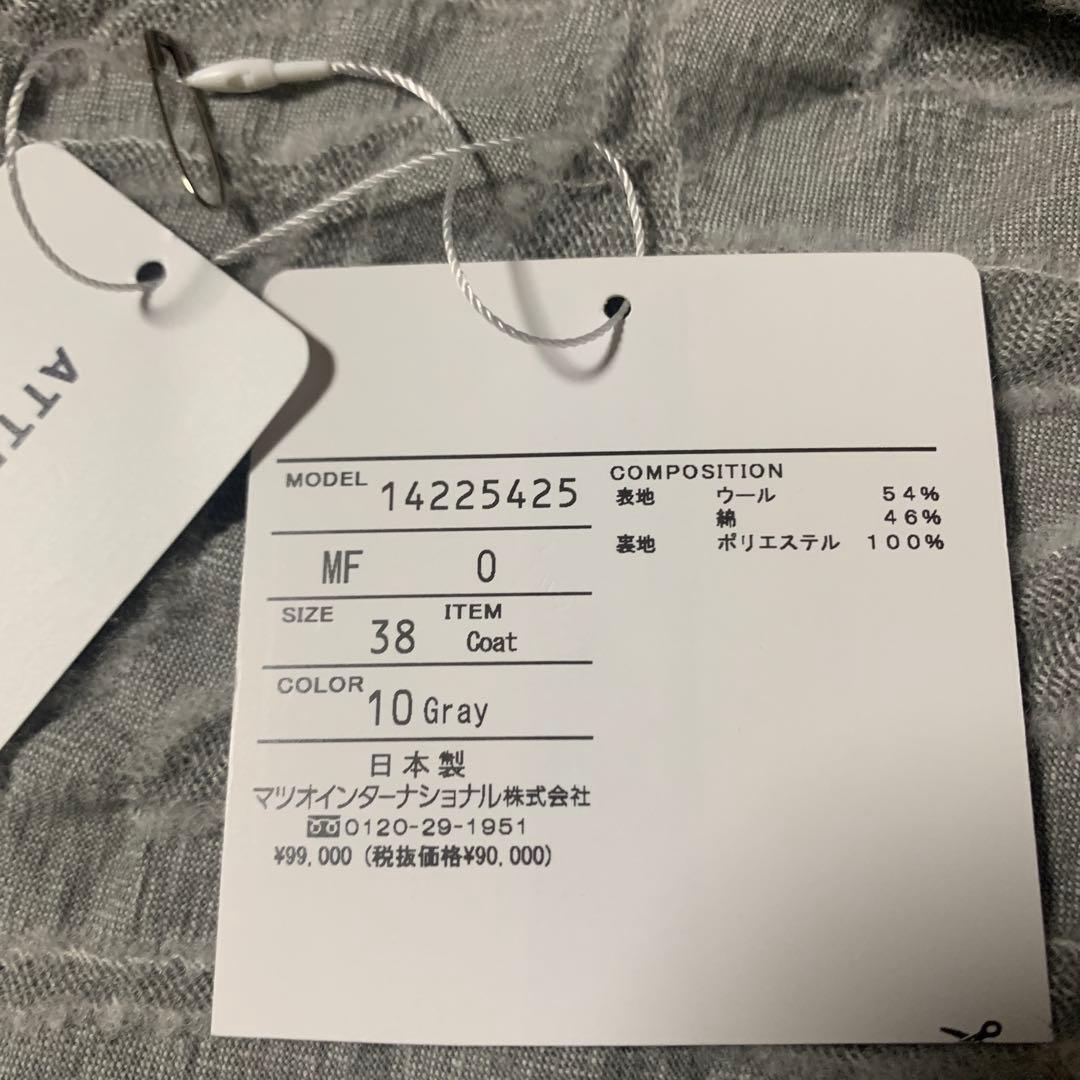 ATT
MODEL 14225425
MF 0
SIZE 38 ITEM Coat
COLOR 10 Gray
日本製
マツオインターナショナル株式会社
0120-29-1951
¥99,000 (税抜価格¥90,000)
COMPOSITION
表地 ウール 54%
綿 46%
裏地 ポリエステル 100%